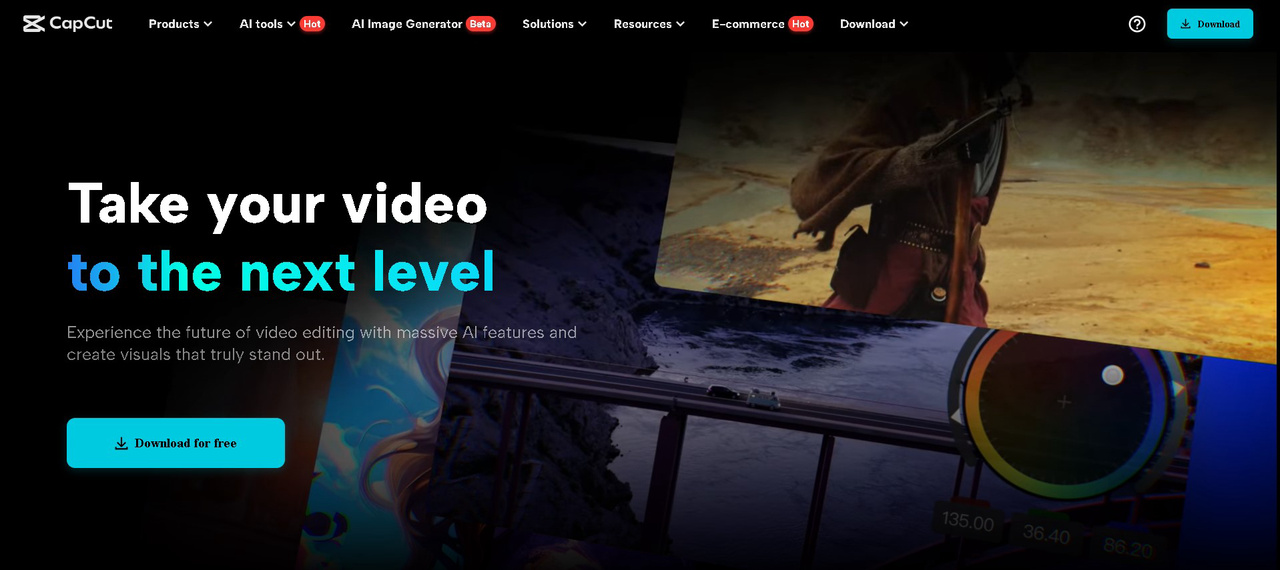 CapCut Products AI tools Hot AI Image Generator Beta Solutions Resources E-commerce Hot Download Download
Take your video
to the next level
Experience the future of video editing with massive AI features and
create visuals that truly stand out.
Download for free
135.00 36.40 86.20